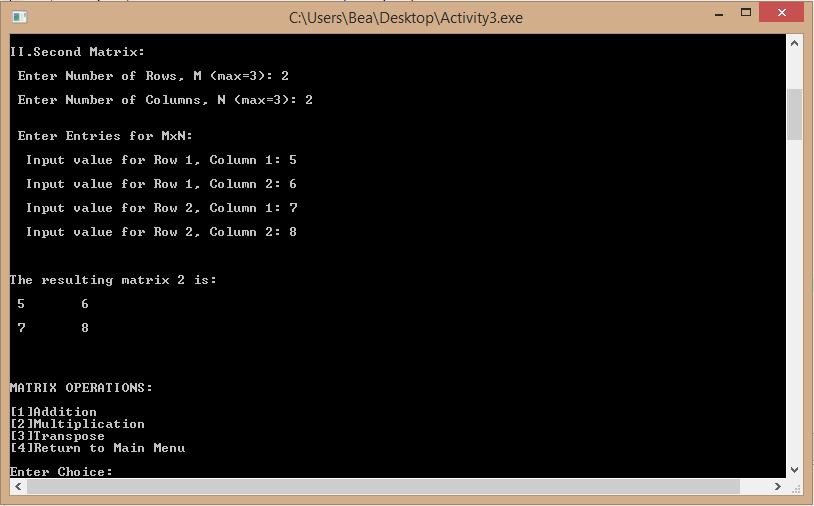 C:\Users\Bea\Desktop\Activity3.exe
II.Second Matrix:
Enter Number of Rows, M (max=3): 2
Enter Number of Columns, N (max=3): 2
Enter Entries for MxN:
Input value for Row 1, Column 1: 5
Input value for Row 1, Column 2: 6
Input value for Row 2, Column 1: 7
Input value for Row 2, Column 2: 8
The resulting matrix 2 is:
5 6
7 8
MATRIX OPERATIONS:
[1]Addition
[2]Multiplication
[3]Transpose
[4]Return to Main Menu
Enter Choice: